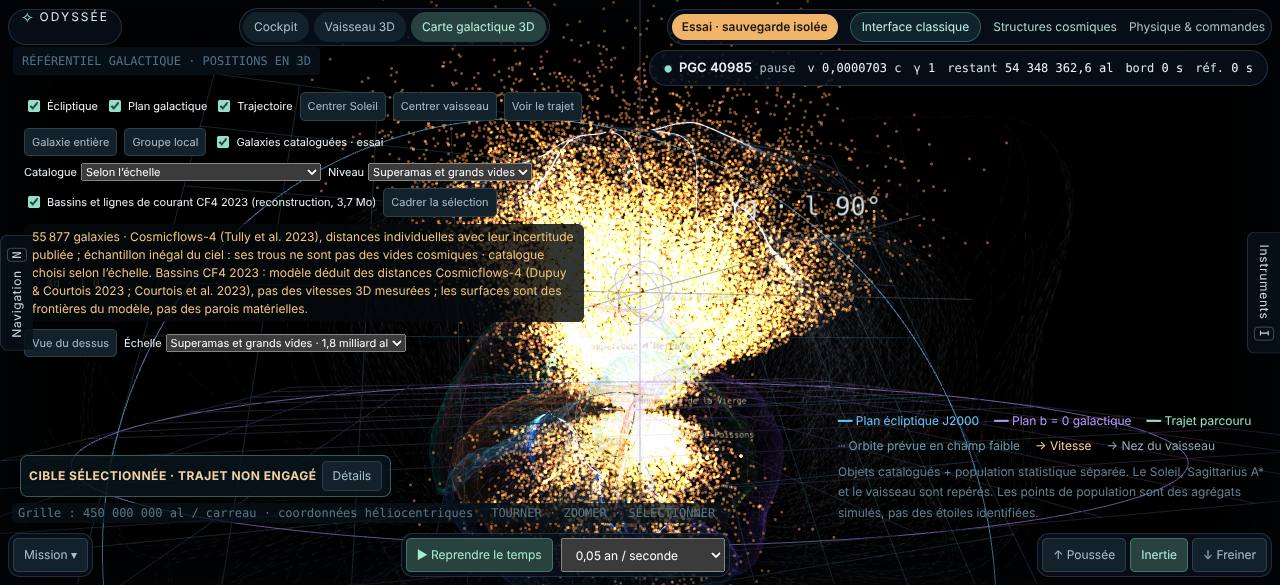 ✧ ODYSSÉE
Cockpit Vaisseau 3D Carte galactique 3D
Essai · sauvegarde isolée Interface classique Structures cosmiques Physique & commandes
RÉFÉRENTIEL GALACTIQUE · POSITIONS EN 3D
● PGC 40985 pause v 0,0000703 c γ 1 restant 54 348 362,6 al bord 0 s réf. 0 s
Écliptique Plan galactique Trajectoire Centrer Soleil Centrer vaisseau Voir le trajet
Galaxie entière Groupe local Galaxies cataloguées · essai
Catalogue Selon l'échelle Niveau Superamas et grands vides
Bassins et lignes de courant CF4 2023 (reconstruction, 3,7 Mo) Cadrer la sélection
l 90°
55 877 galaxies · Cosmicflows-4 (Tully et al. 2023), distances individuelles avec leur incertitude
publiée ; échantillon inégal du ciel : ses trous ne sont pas des vides cosmiques · catalogue
choisi selon l'échelle. Bassins CF4 2023 : modèle déduit des distances Cosmicflows-4 (Dupuy
& Courtois 2023 ; Courtois et al. 2023), pas des vitesses 3D mesurées ; les surfaces sont des
frontières du modèle, pas des parois matérielles.
Navigation N
Instruments I
Vue du dessus Échelle Superamas et grands vides · 1,8 milliard al
de la Vierge
Poissons
Plan écliptique J2000 Plan b = 0 galactique Trajet parcouru
Orbite prévue en champ faible → Vitesse → Nez du vaisseau
Objets catalogués + population statistique séparée. Le Soleil, Sagittarius A*
et le vaisseau sont repérés. Les points de population sont des agrégats
simulés, pas des étoiles identifiées.
CIBLE SÉLECTIONNÉE · TRAJET NON ENGAGÉ Détails
Grille : 450 000 000 al / carreau · coordonnées héliocentriques · TOURNER · ZOOMER · SÉLECTIONNER
Mission ▾ ▶ Reprendre le temps 0,05 an / seconde ↑ Poussée Inertie ↓ Freiner